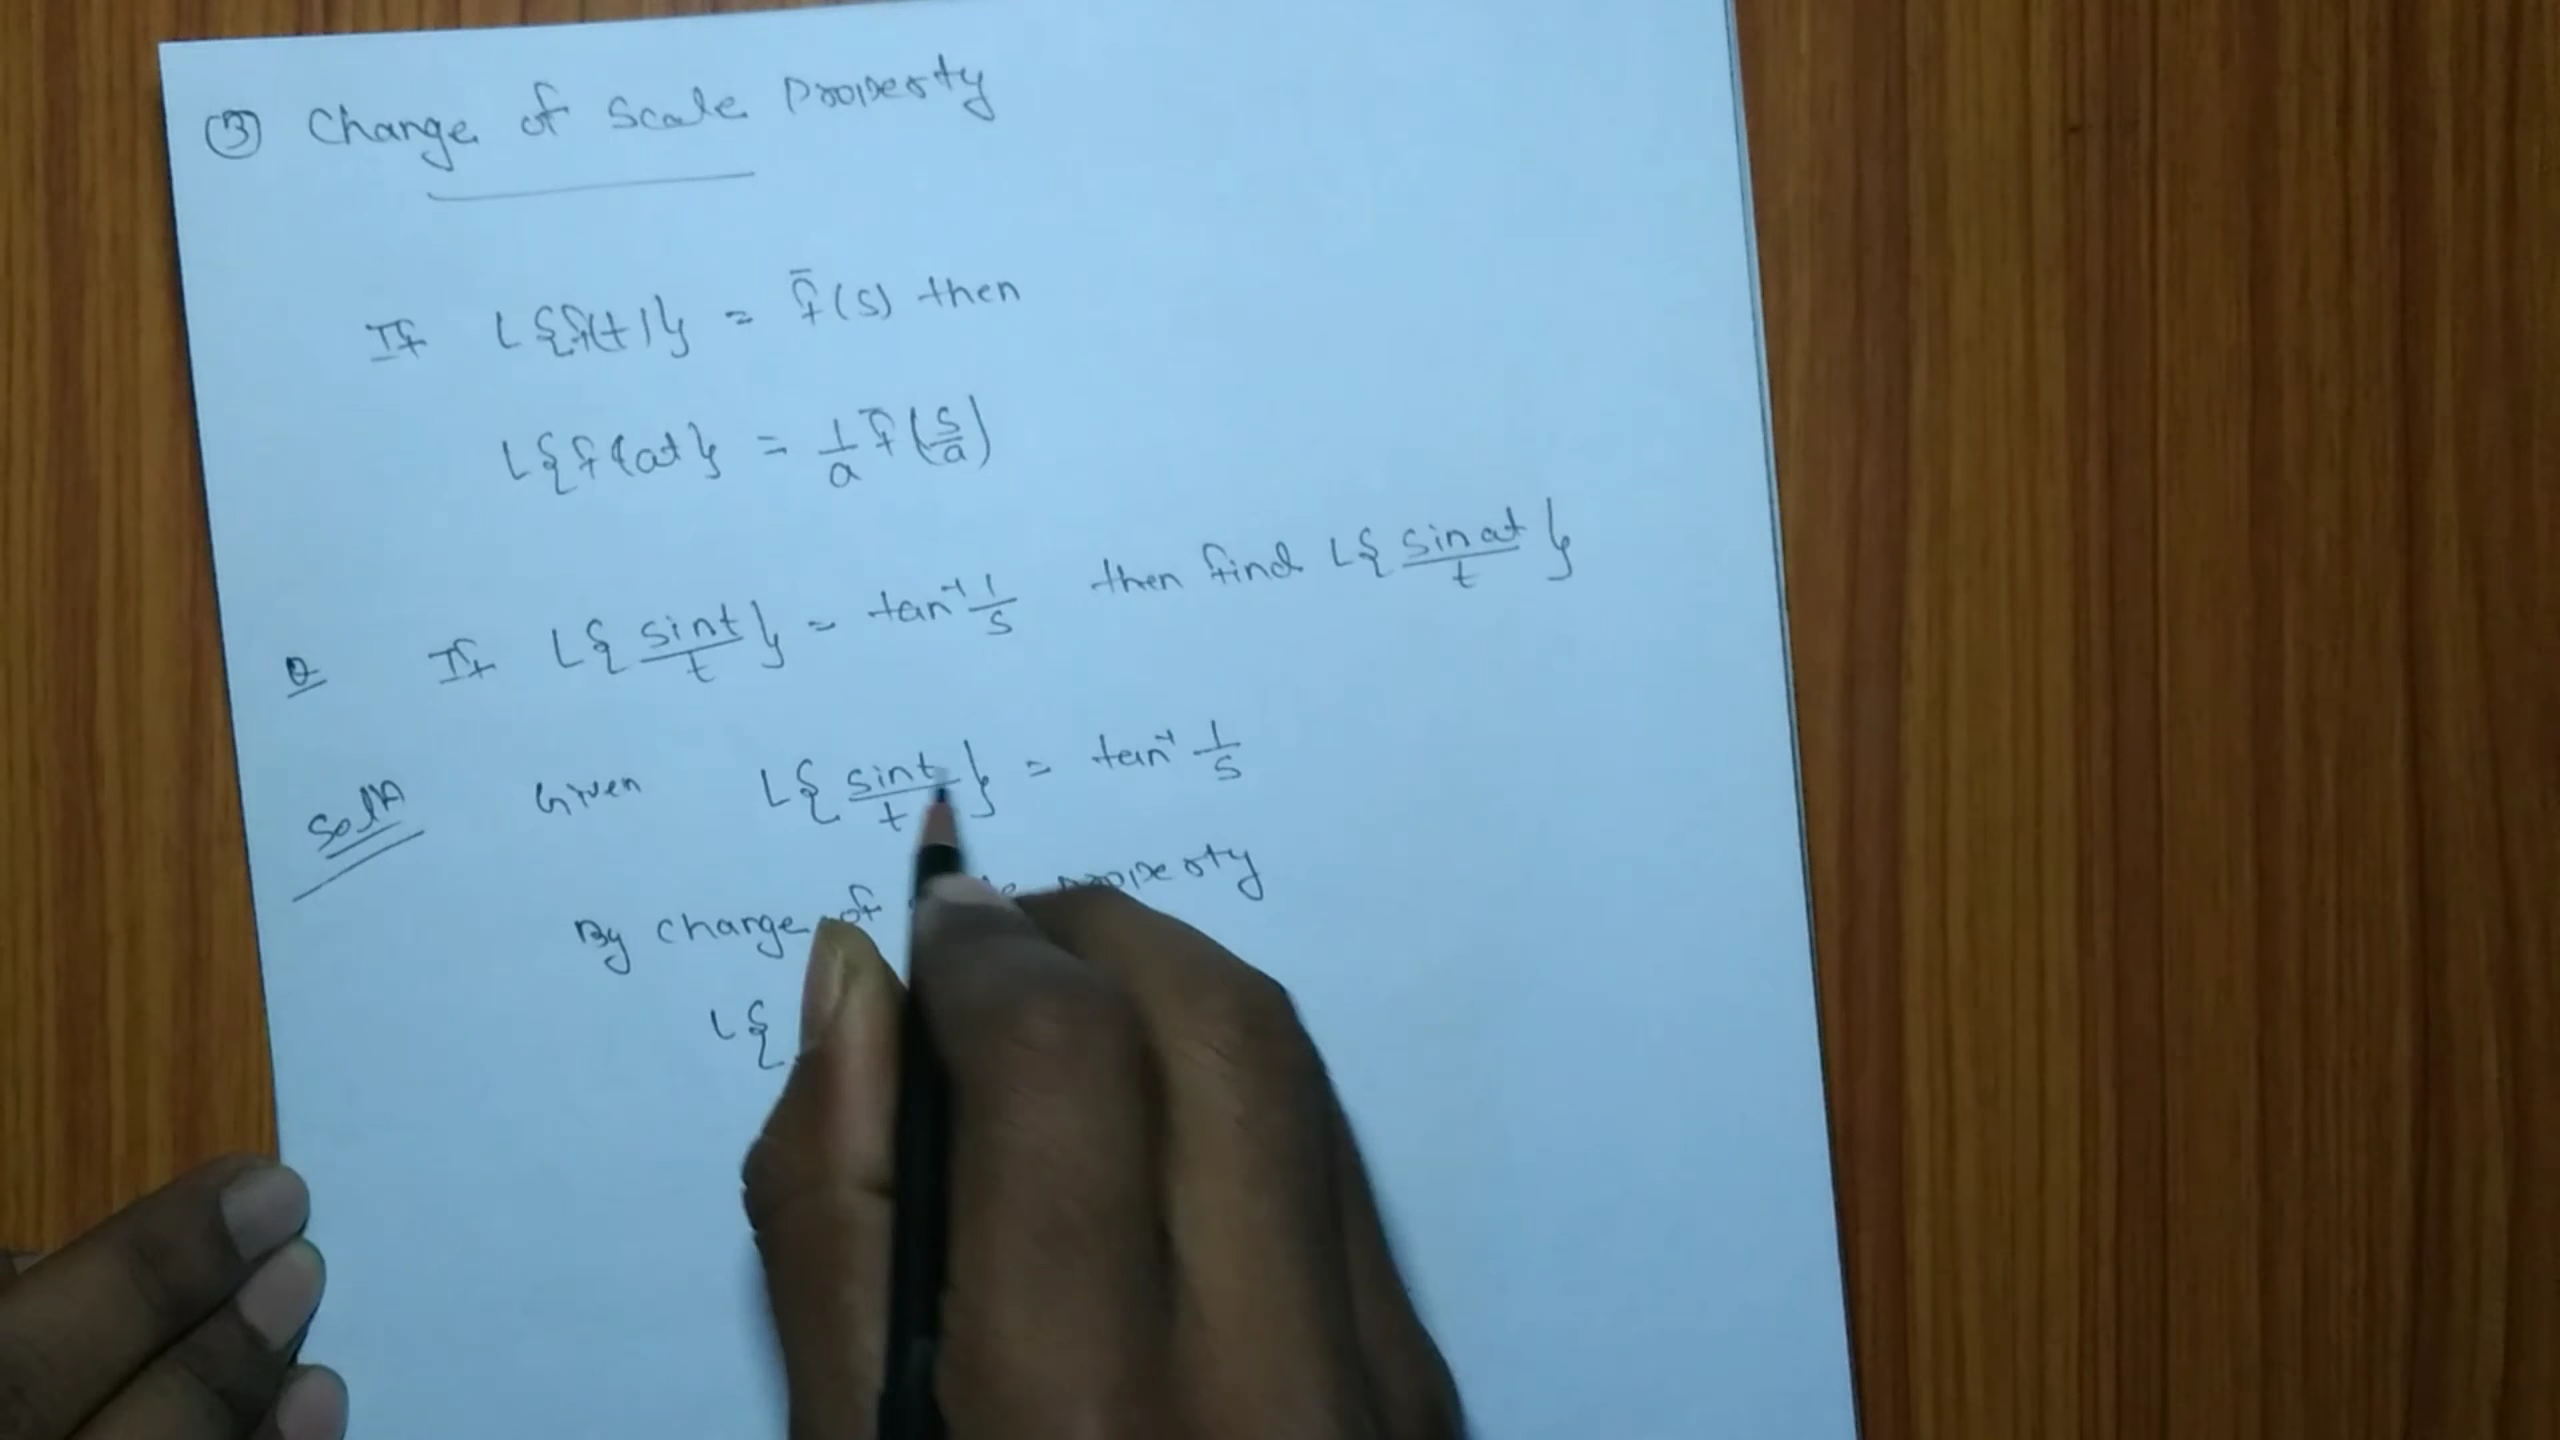 ③ Change of Scale Property
If L{f(t)} = f̄(s) then
L{f(at)} = 1/a f̄(s/a)
Q If L{sint/t} = tan⁻¹ 1/s then find L{sinat/t}
Soln Given L{sint/t} = tan⁻¹ 1/s
By change of property
L{